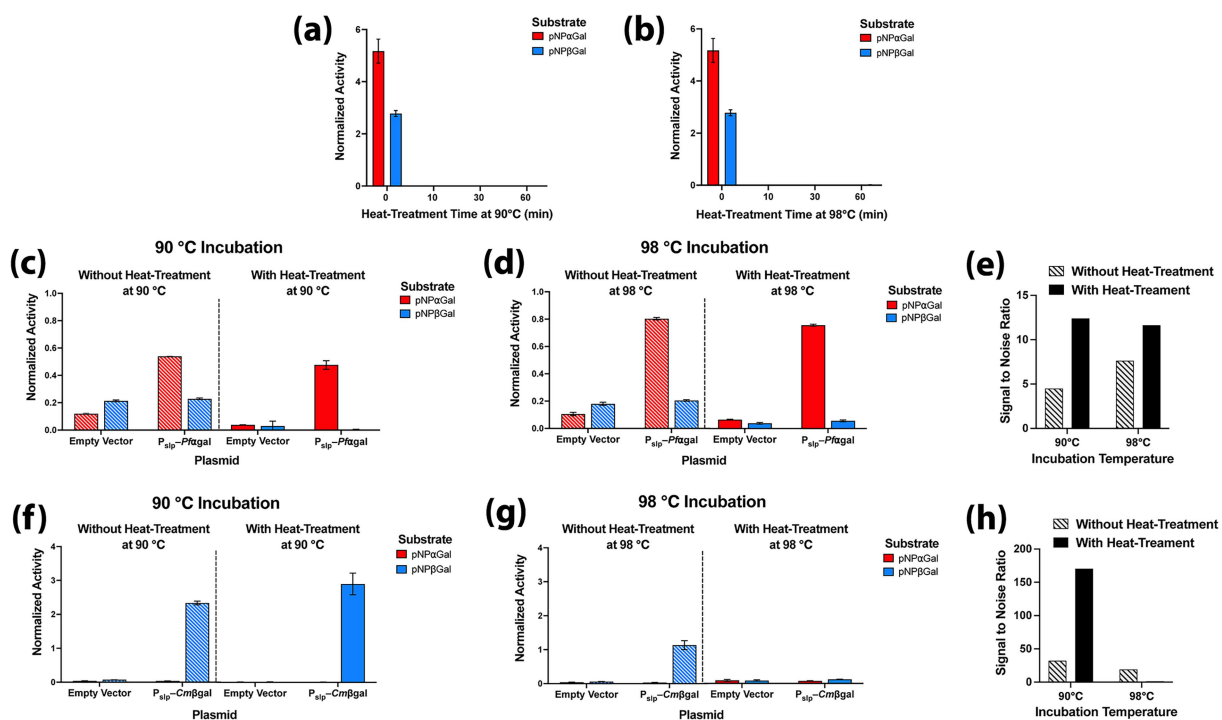 (a)
Substrate
pNPαGal
pNPβGal
Normalized Activity
6
4
2
0
0 10 30 60
Heat-Treatment Time at 90°C (min)
(b)
Substrate
pNPαGal
pNPβGal
Normalized Activity
6
4
2
0
0 10 30 60
Heat-Treatment Time at 98°C (min)
(c)
90 °C Incubation
Without Heat-Treatment
at 90 °C
With Heat-Treatment
at 90 °C
Substrate
pNPαGal
pNPβGal
Normalized Activity
1.0
0.8
0.6
0.4
0.2
0.0
Empty Vector Pslp–Pfαgal Empty Vector Pslp–Pfαgal
Plasmid
(d)
98 °C Incubation
Without Heat-Treatment
at 98 °C
With Heat-Treatment
at 98 °C
Substrate
pNPαGal
pNPβGal
Normalized Activity
1.0
0.8
0.6
0.4
0.2
0.0
Empty Vector Pslp–Pfαgal Empty Vector Pslp–Pfαgal
Plasmid
(e)
Without Heat-Treatment
With Heat-Treament
Signal to Noise Ratio
15
10
5
0
90°C 98°C
Incubation Temperature
(f)
90 °C Incubation
Without Heat-Treatment
at 90 °C
With Heat-Treatment
at 90 °C
Substrate
pNPαGal
pNPβGal
Normalized Activity
4
3
2
1
0
Empty Vector Pslp–Cmβgal Empty Vector Pslp–Cmβgal
Plasmid
(g)
98 °C Incubation
Without Heat-Treatment
at 98 °C
With Heat-Treatment
at 98 °C
Substrate
pNPαGal
pNPβGal
Normalized Activity
4
3
2
1
0
Empty Vector Pslp–Cmβgal Empty Vector Pslp–Cmβgal
Plasmid
(h)
Without Heat-Treatment
With Heat-Treament
Signal to Noise Ratio
200
150
100
50
0
90°C 98°C
Incubation Temperature